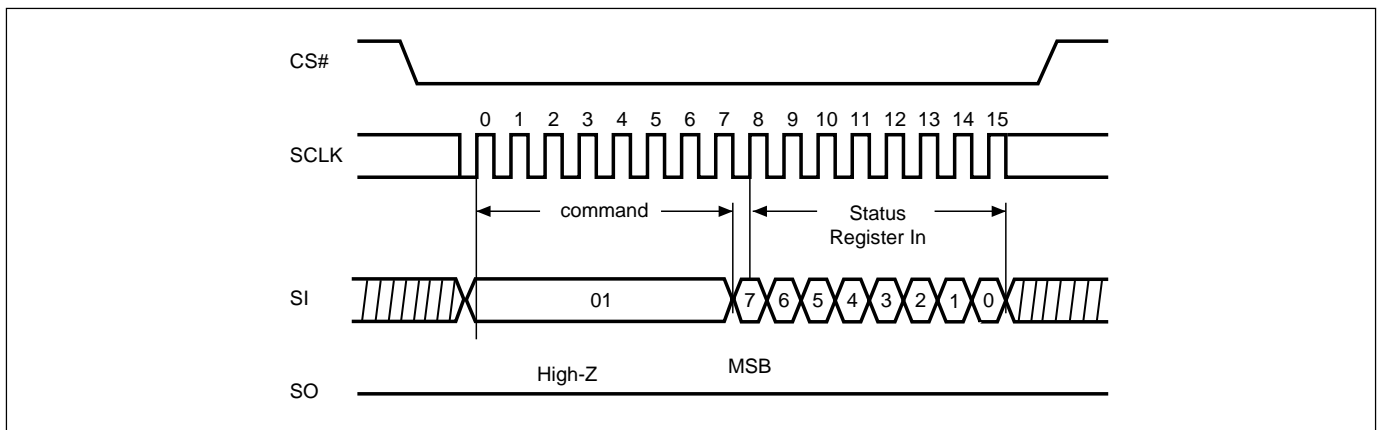 CS#
0 1 2 3 4 5 6 7 8 9 10 11 12 13 14 15
SCLK
command
Status
Register In
SI
01
7 6 5 4 3 2 1 0
MSB
High-Z
SO